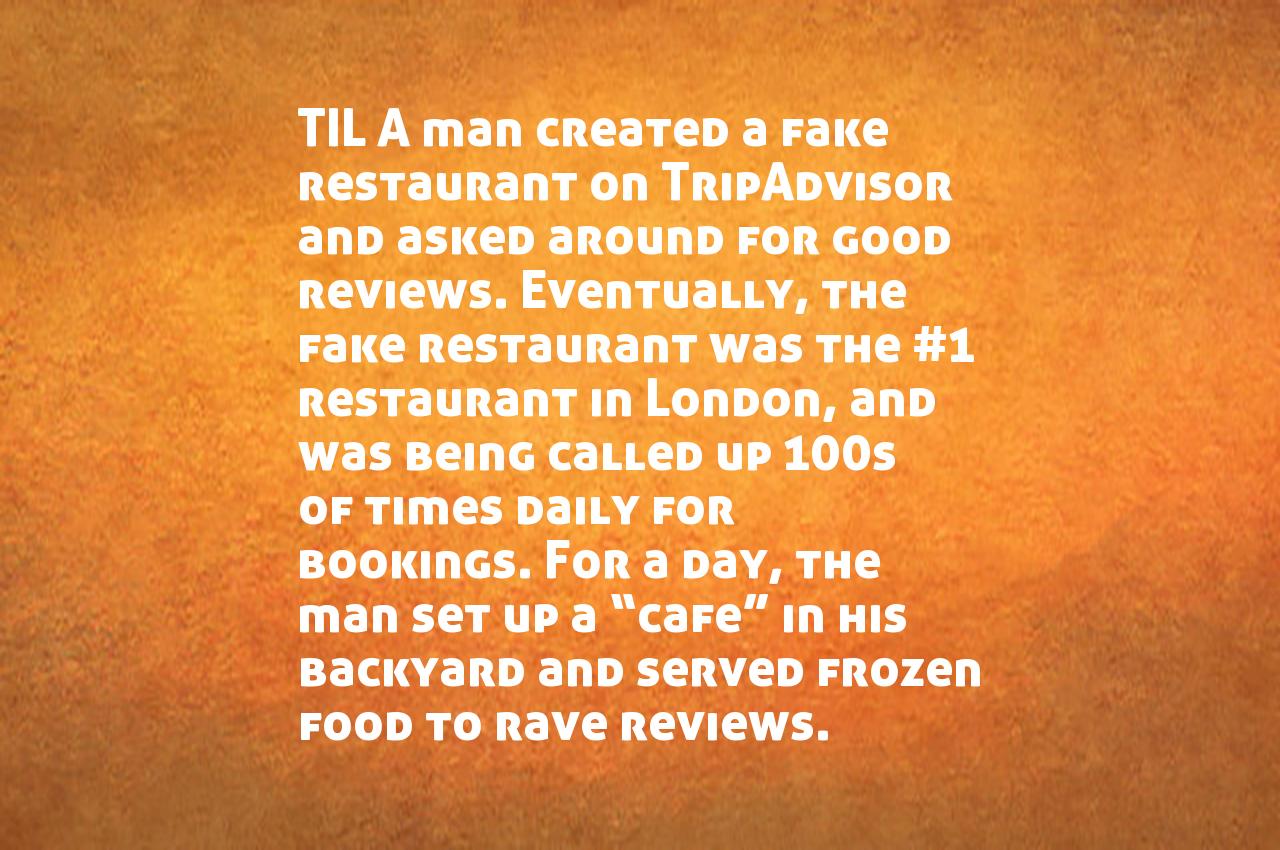 TIL A man created a fake
restaurant on TripAdvisor
and asked around for good
reviews. Eventually, the
fake restaurant was the #1
restaurant in London, and
was being called up 100s
of times daily for
bookings. For a day, the
man set up a “cafe” in his
backyard and served frozen
food to rave reviews.